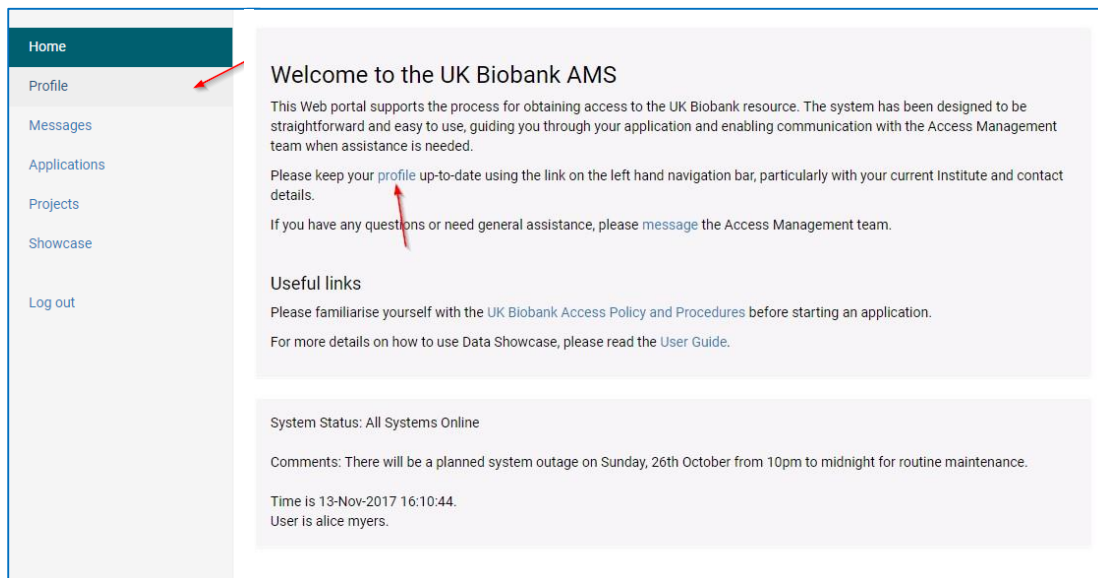 Home
Profile
Messages
Applications
Projects
Showcase
Log out
Welcome to the UK Biobank AMS
This Web portal supports the process for obtaining access to the UK Biobank resource. The system has been designed to be
straightforward and easy to use, guiding you through your application and enabling communication with the Access Management
team when assistance is needed.
Please keep your profile up-to-date using the link on the left hand navigation bar, particularly with your current Institute and contact
details.
If you have any questions or need general assistance, please message the Access Management team.
Useful links
Please familiarise yourself with the UK Biobank Access Policy and Procedures before starting an application.
For more details on how to use Data Showcase, please read the User Guide.
System Status: All Systems Online
Comments: There will be a planned system outage on Sunday, 26th October from 10pm to midnight for routine maintenance.
Time is 13-Nov-2017 16:10:44.
User is alice myers.